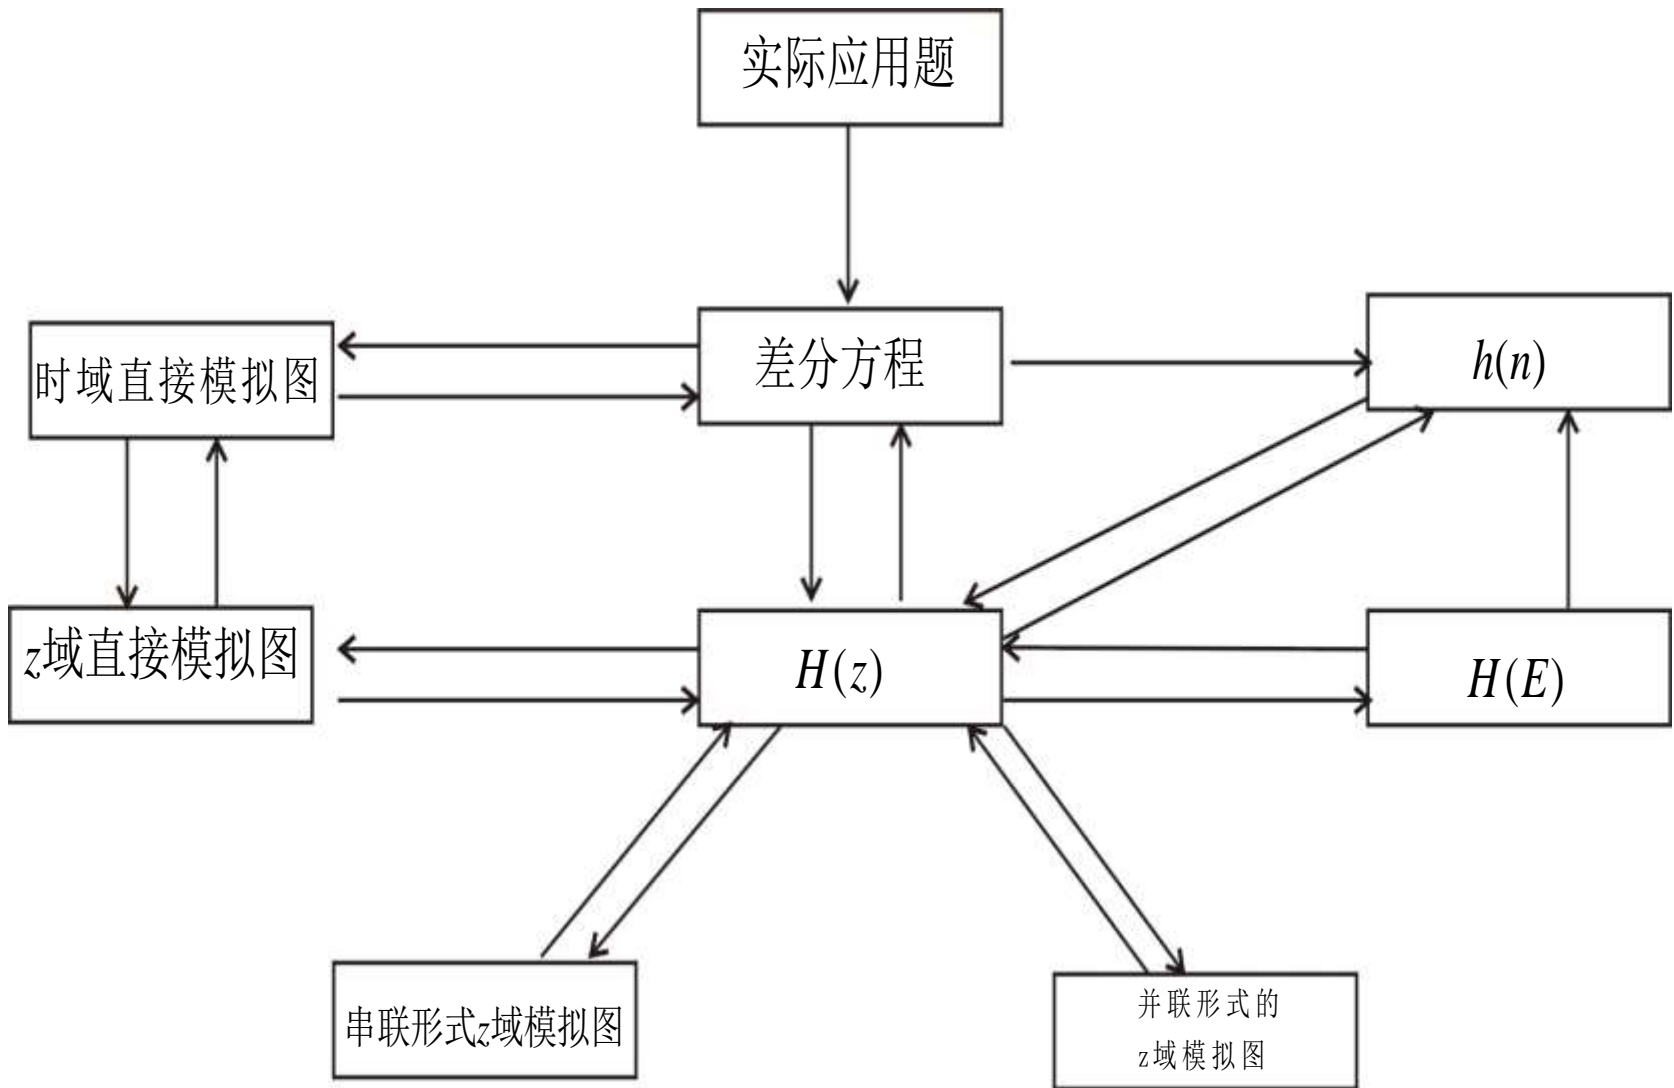 实际应用题
时域直接模拟图
差分方程
h(n)
z域直接模拟图
H(z)
H(E)
串联形式z域模拟图
并联形式的
z域模拟图